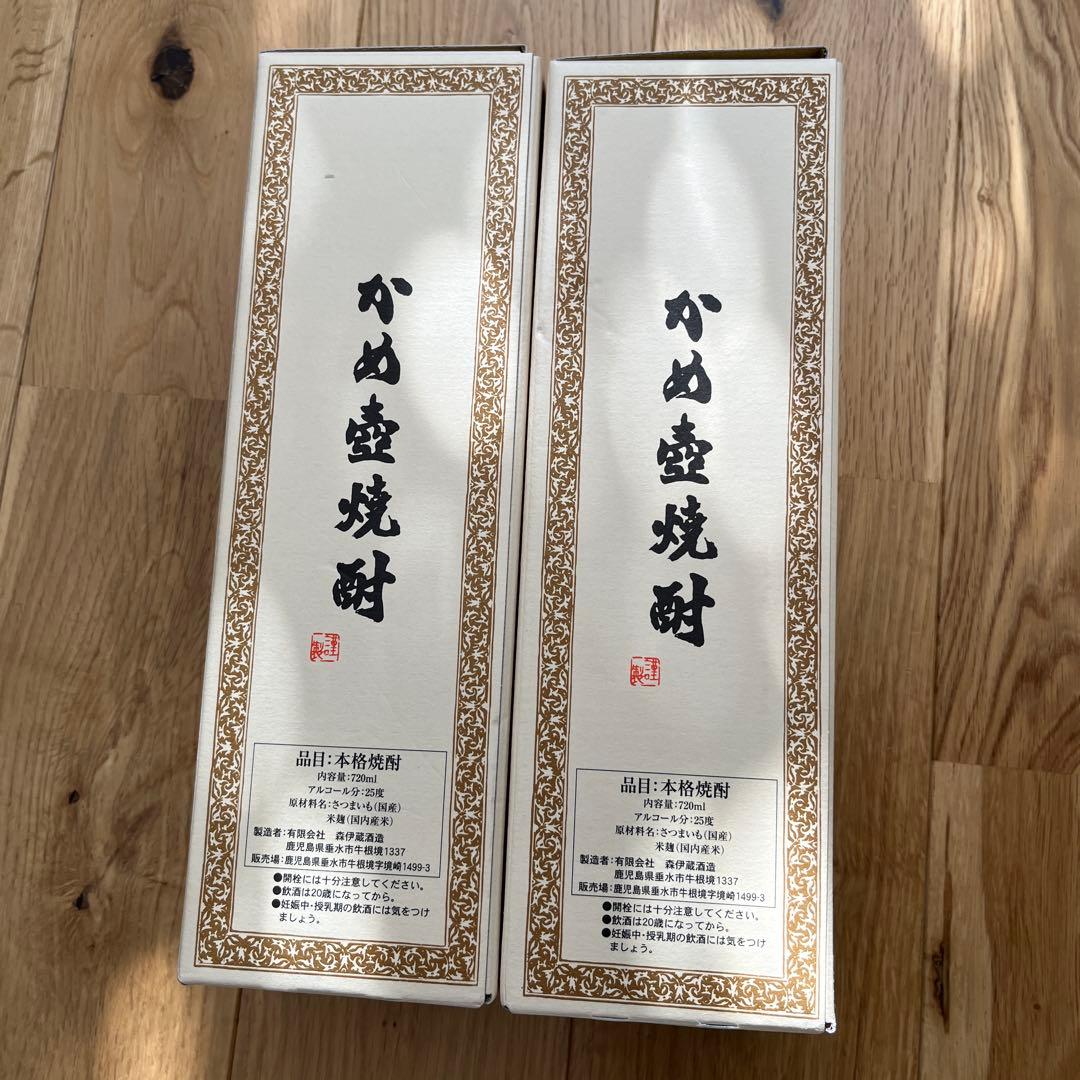 かめ壺焼酎
謹製
品目:本格焼酎
内容量:720ml
アルコール分:25度
原材料名:さつまいも(国産)
米麹(国内産米)
製造者:有限会社 森伊蔵酒造
鹿児島県垂水市牛根境1337
販売場:鹿児島県垂水市牛根境字境崎1499-3
●開栓には十分注意してください。
●飲酒は20歳になってから。
●妊娠中・授乳期の飲酒には気をつけ
ましょう。
かめ壺焼酎
謹製
品目:本格焼酎
内容量:720ml
アルコール分:25度
原材料名:さつまいも(国産)
米麹(国内産米)
製造者:有限会社 森伊蔵酒造
鹿児島県垂水市牛根境1337
販売場:鹿児島県垂水市牛根境字境崎1499-3
●開栓には十分注意してください。
●飲酒は20歳になってから。
●妊娠中・授乳期の飲酒には気をつけ
ましょう。